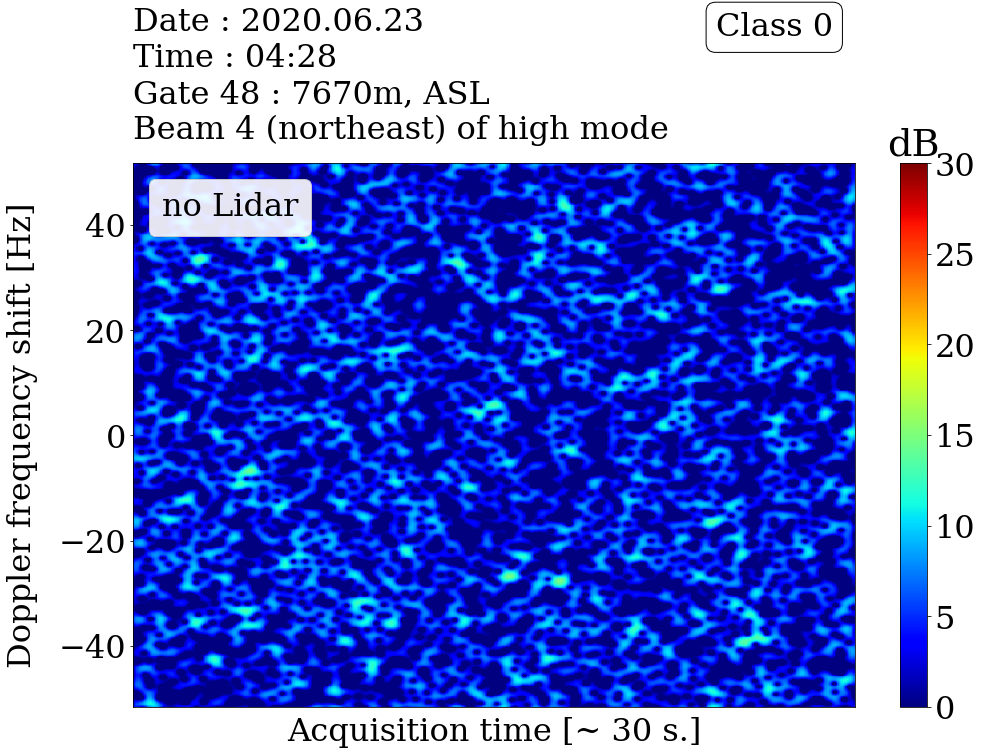 Date : 2020.06.23
Time : 04:28
Gate 48 : 7670m, ASL
Beam 4 (northeast) of high mode
Class 0
dB
no Lidar
Doppler frequency shift [Hz]
40
20
0
−20
−40
30
25
20
15
10
5
0
Acquisition time [~ 30 s.]